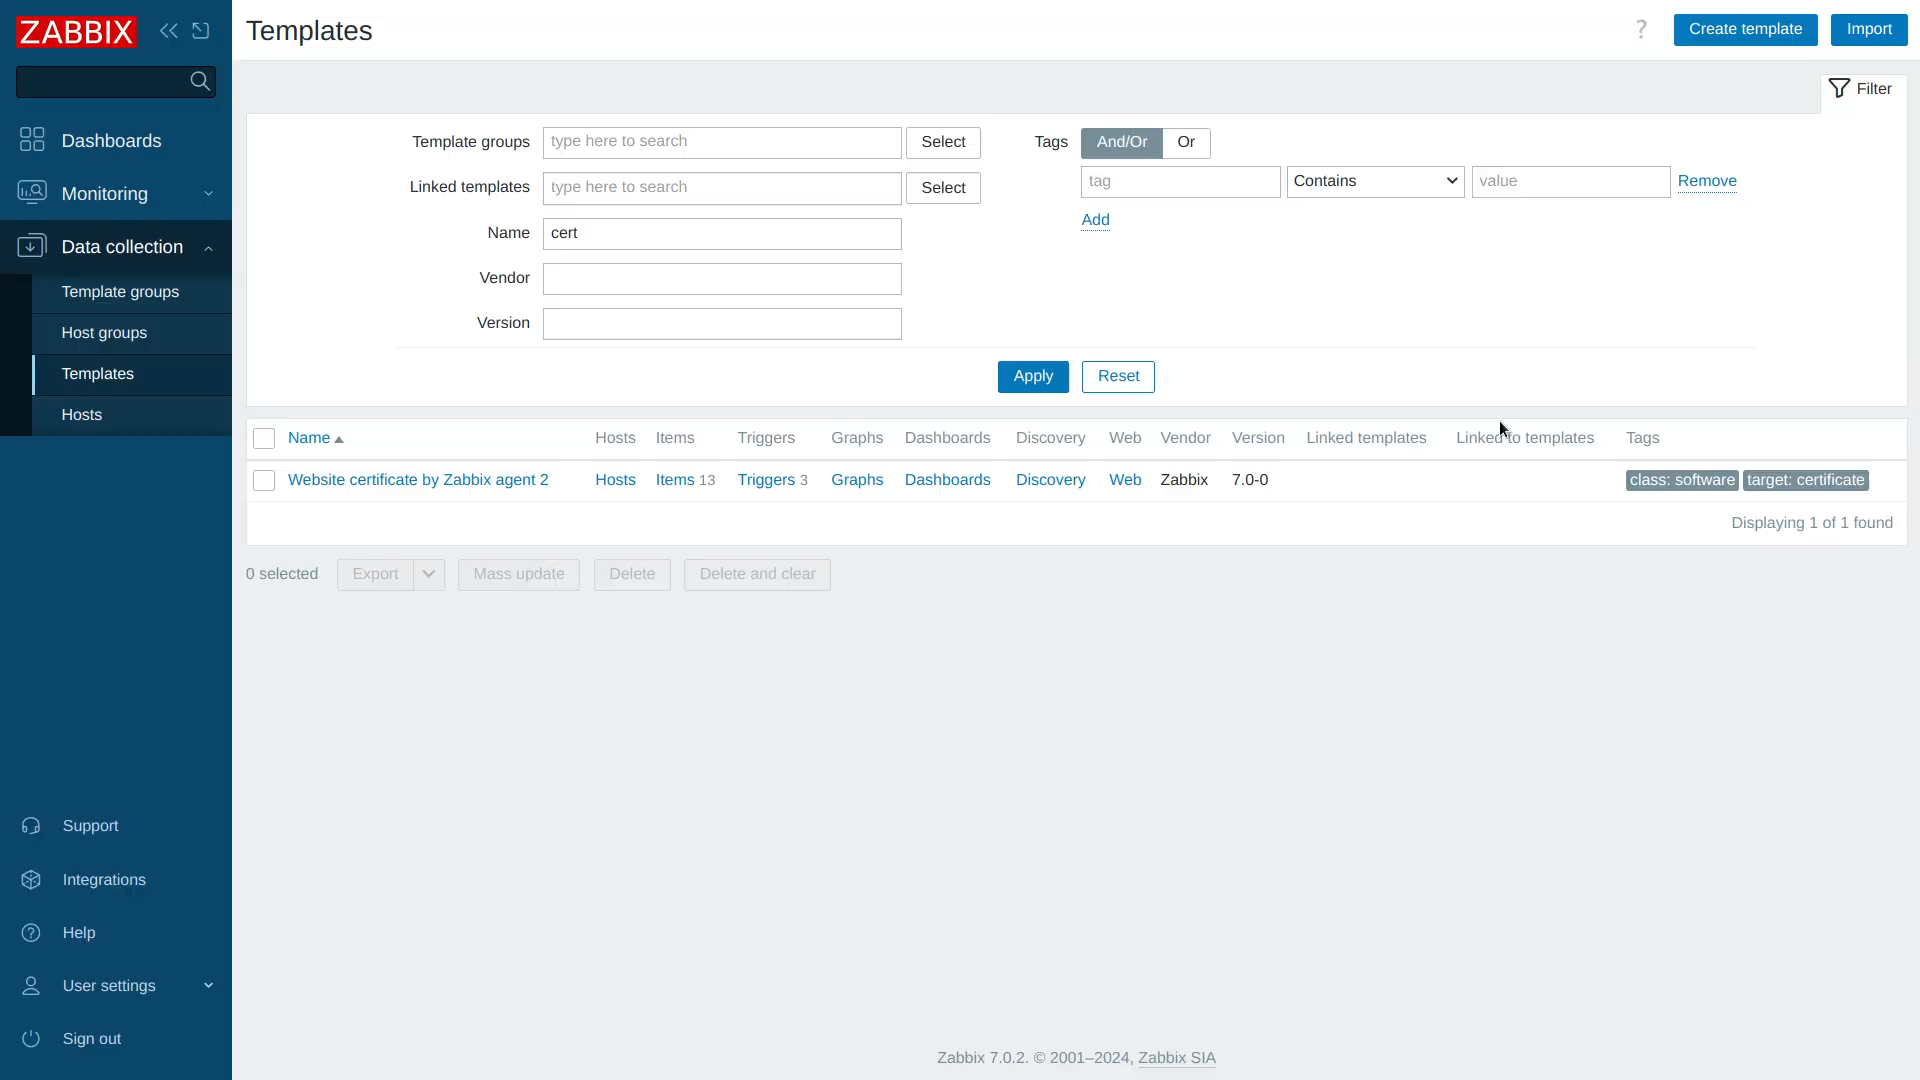 ZABBIX
Templates
?
Create template
Import
Filter
Dashboards
Monitoring
Data collection
Template groups
Host groups
Templates
Hosts
Support
Integrations
Help
User settings
Sign out
Template groups type here to search Select
Linked templates type here to search Select
Name cert
Vendor
Version
Tags And/Or Or
tag Contains value Remove
Add
Apply Reset
Name Hosts Items Triggers Graphs Dashboards Discovery Web Vendor Version Linked templates Linked to templates Tags
Website certificate by Zabbix agent 2 Hosts Items 13 Triggers 3 Graphs Dashboards Discovery Web Zabbix 7.0-0 class: software target: certificate
Displaying 1 of 1 found
0 selected Export Mass update Delete Delete and clear
Zabbix 7.0.2. © 2001–2024, Zabbix SIA